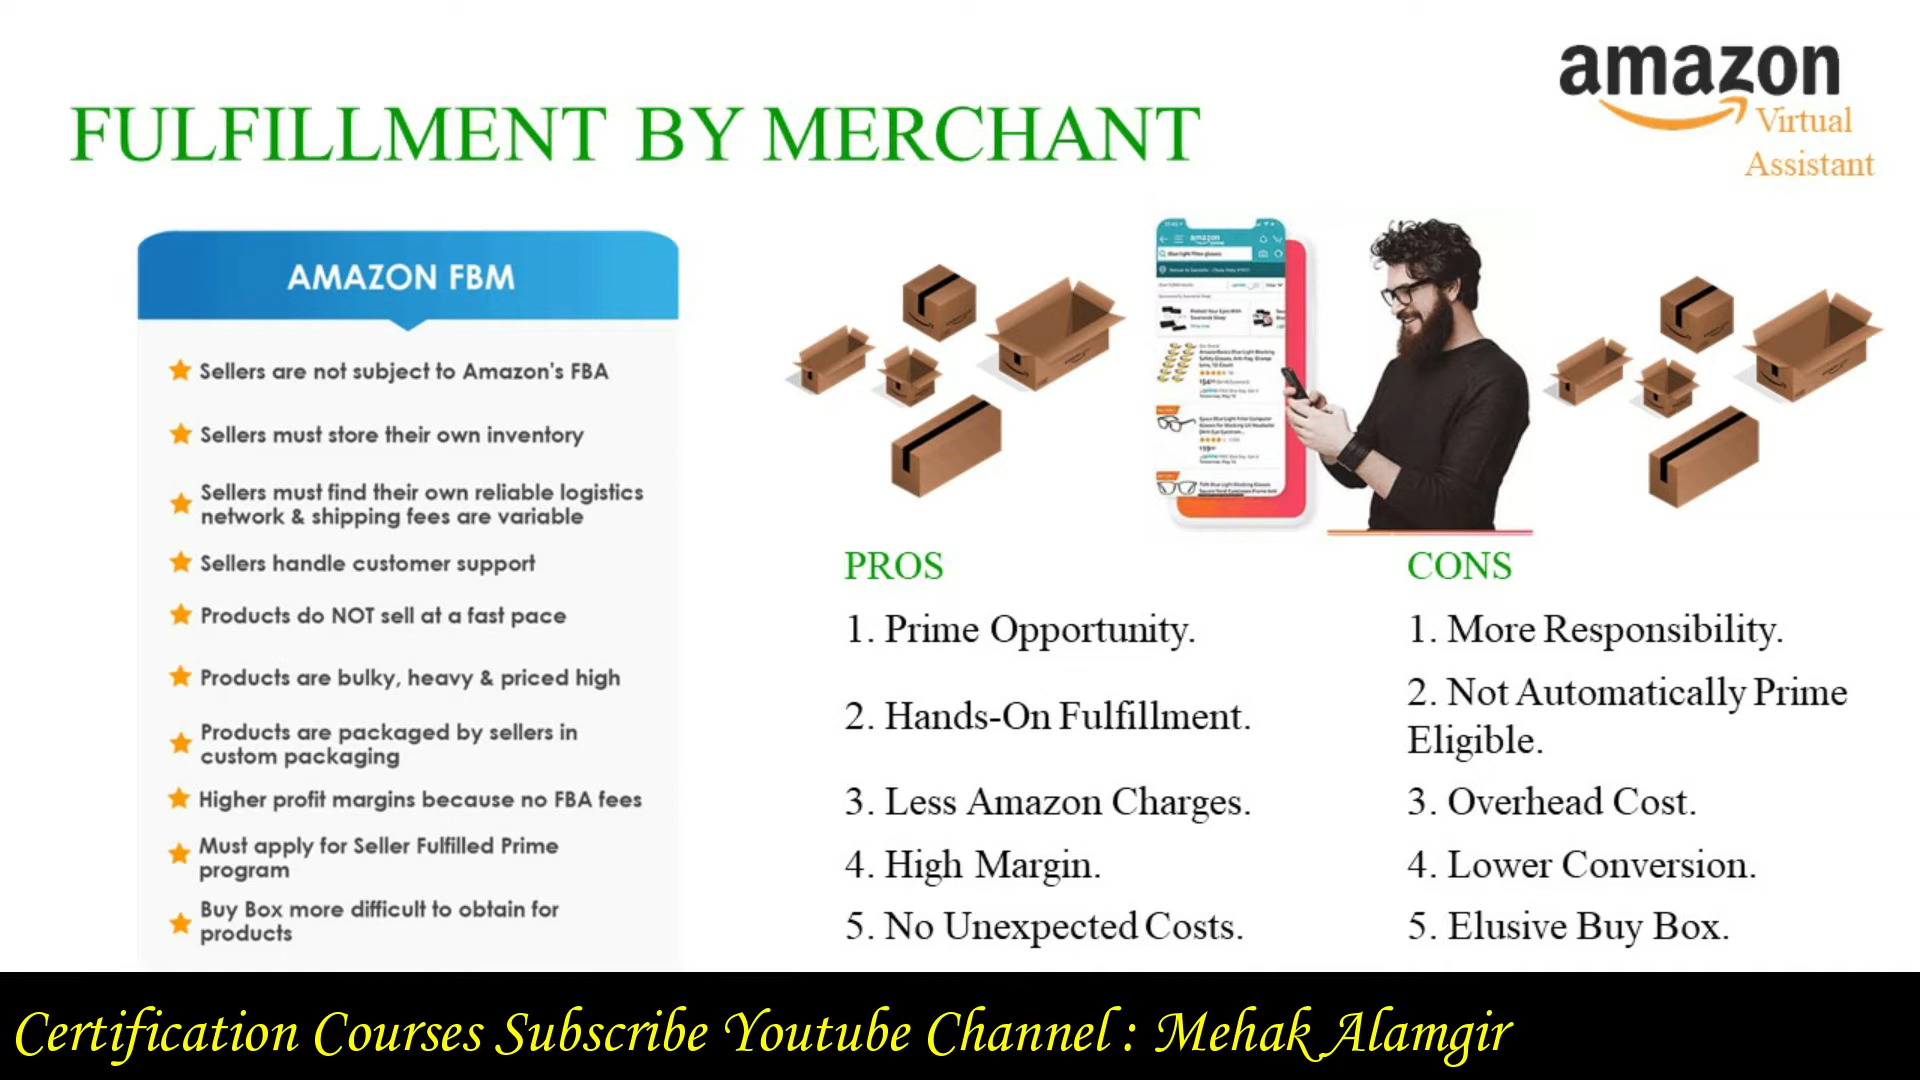 amazon
Virtual
Assistant
FULFILLMENT BY MERCHANT
AMAZON FBM
Sellers are not subject to Amazon's FBA
Sellers must store their own inventory
Sellers must find their own reliable logistics
network & shipping fees are variable
Sellers handle customer support
Products do NOT sell at a fast pace
Products are bulky, heavy & priced high
Products are packaged by sellers in
custom packaging
Higher profit margins because no FBA fees
Must apply for Seller Fulfilled Prime
program
Buy Box more difficult to obtain for
products
amazon
PROS
1. Prime Opportunity.
2. Hands-On Fulfillment.
3. Less Amazon Charges.
4. High Margin.
5. No Unexpected Costs.
CONS
1. More Responsibility.
2. Not Automatically Prime
Eligible.
3. Overhead Cost.
4. Lower Conversion.
5. Elusive Buy Box.
Certification Courses Subscribe Youtube Channel : Mehak Alamgir